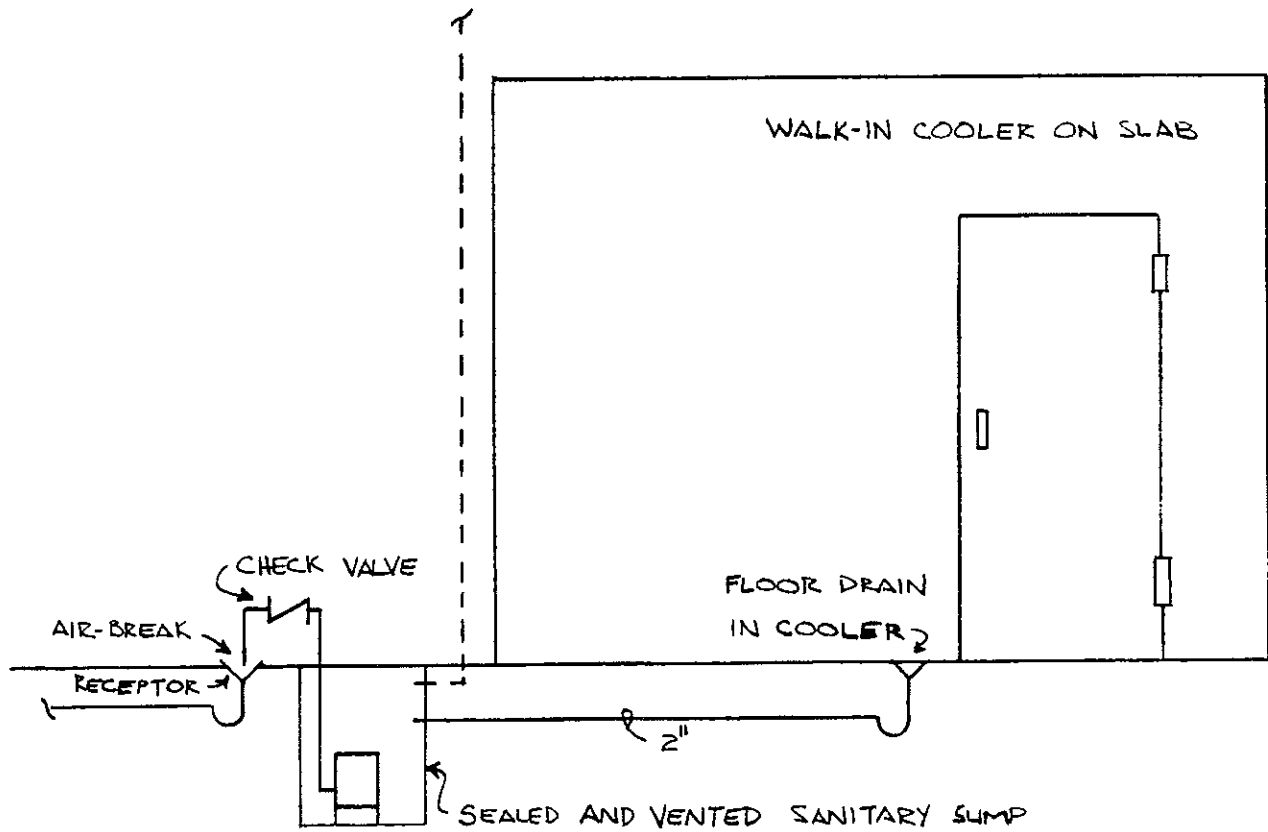 WALK-IN COOLER ON SLAB
CHECK VALVE
FLOOR DRAIN
IN COOLER
AIR-BREAK
RECEPTOR
2"
SEALED AND VENTED SANITARY SUMP